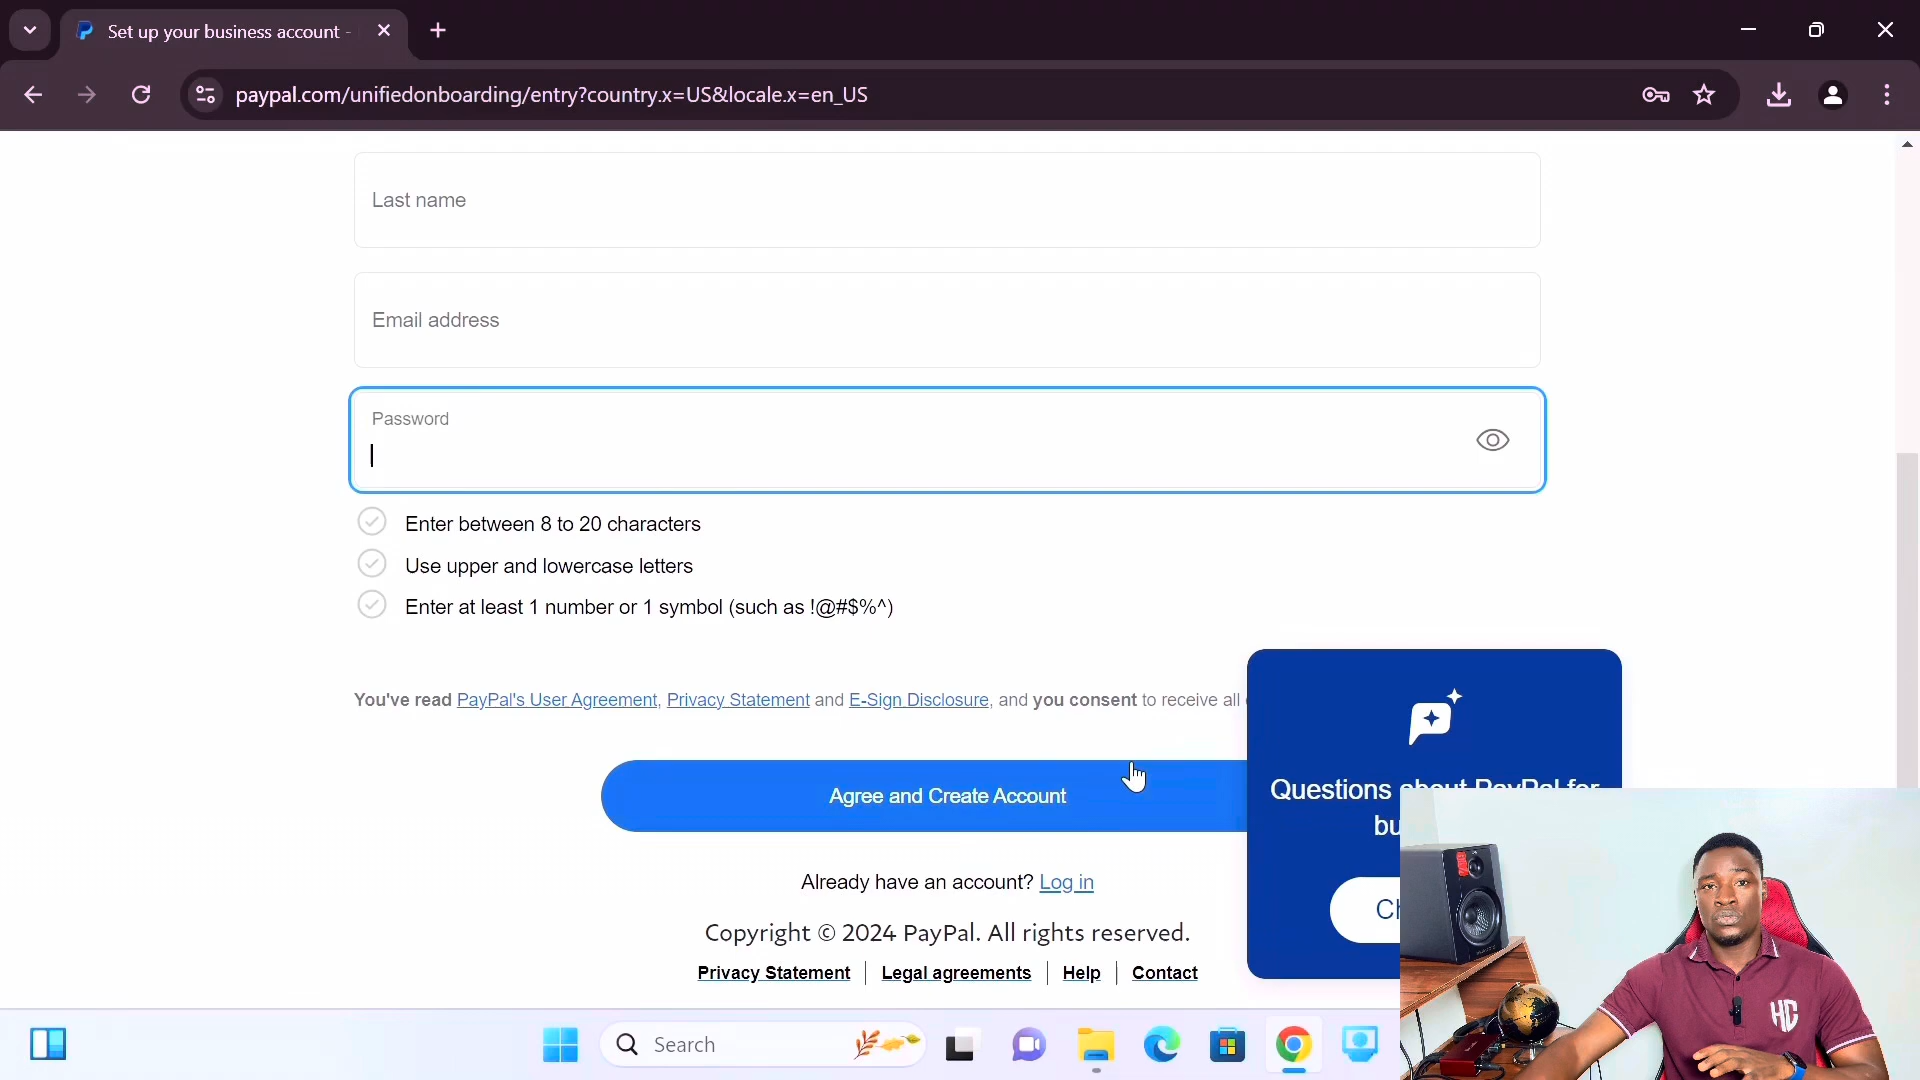 Set up your business account -
paypal.com/unifiedonboarding/entry?country.x=US&locale.x=en_US
Last name
Email address
Password
Enter between 8 to 20 characters
Use upper and lowercase letters
Enter at least 1 number or 1 symbol (such as !@#$%^)
You've read PayPal's User Agreement, Privacy Statement and E-Sign Disclosure, and you consent to receive all
Agree and Create Account
Questions about PayPal for
Already have an account? Log in
Copyright © 2024 PayPal. All rights reserved.
Privacy Statement
Legal agreements
Help
Contact
Search
HC